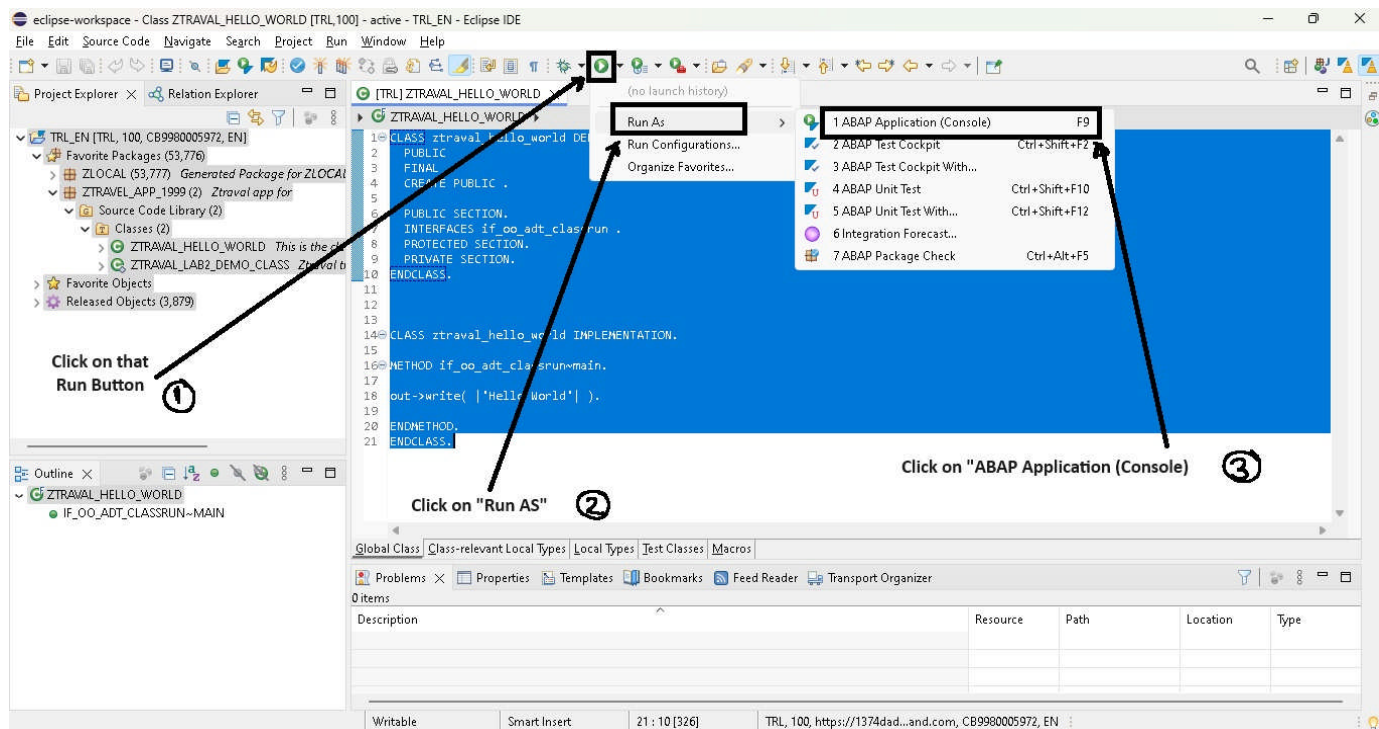 eclipse-workspace - Class ZTRAVAL_HELLO_WORLD [TRL,100] - active - TRL_EN - Eclipse IDE
File Edit Source Code Navigate Search Project Run Window Help
Project Explorer Relation Explorer
TRL_EN [TRL, 100, CB9980005972, EN]
Favorite Packages (53,776)
ZLOCAL (53,777) Generated Package for ZLOCAL
ZTRAVEL_APP_1999 (2) Ztraval app for
Source Code Library (2)
Classes (2)
ZTRAVAL_HELLO_WORLD This is the
ZTRAVAL_LAB2_DEMO_CLASS Ztraval
Favorite Objects
Released Objects (3,879)
Click on that
Run Button
1
Outline
ZTRAVAL_HELLO_WORLD
IF_OO_ADT_CLASSRUN~MAIN
[TRL] ZTRAVAL_HELLO_WORLD
ZTRAVAL_HELLO_WORLD
1 CLASS ztraval_hello_world
2 PUBLIC
3 FINAL
4 CREATE PUBLIC .
5
6 PUBLIC SECTION.
7 INTERFACES if_oo_adt_classrun .
8 PROTECTED SECTION.
9 PRIVATE SECTION.
10 ENDCLASS.
11
12
13
14 CLASS ztraval_hello_world IMPLEMENTATION.
15
16 METHOD if_oo_adt_classrun~main.
17
18 out->write( |'Hello World'| ).
19
20 ENDMETHOD.
21 ENDCLASS.
(no launch history)
Run As
Run Configurations...
Organize Favorites...
1 ABAP Application (Console) F9
2 ABAP Test Cockpit Ctrl+Shift+F2
3 ABAP Test Cockpit With...
4 ABAP Unit Test Ctrl+Shift+F10
5 ABAP Unit Test With... Ctrl+Shift+F12
6 Integration Forecast...
7 ABAP Package Check Ctrl+Alt+F5
Click on "ABAP Application (Console) 3
Click on "Run AS" 2
Global Class Class-relevant Local Types Local Types Test Classes Macros
Problems Properties Templates Bookmarks Feed Reader Transport Organizer
0 items
Description Resource Path Location Type
Writable Smart Insert 21 : 10 [326] TRL, 100, https://1374dad...and.com, CB9980005972, EN